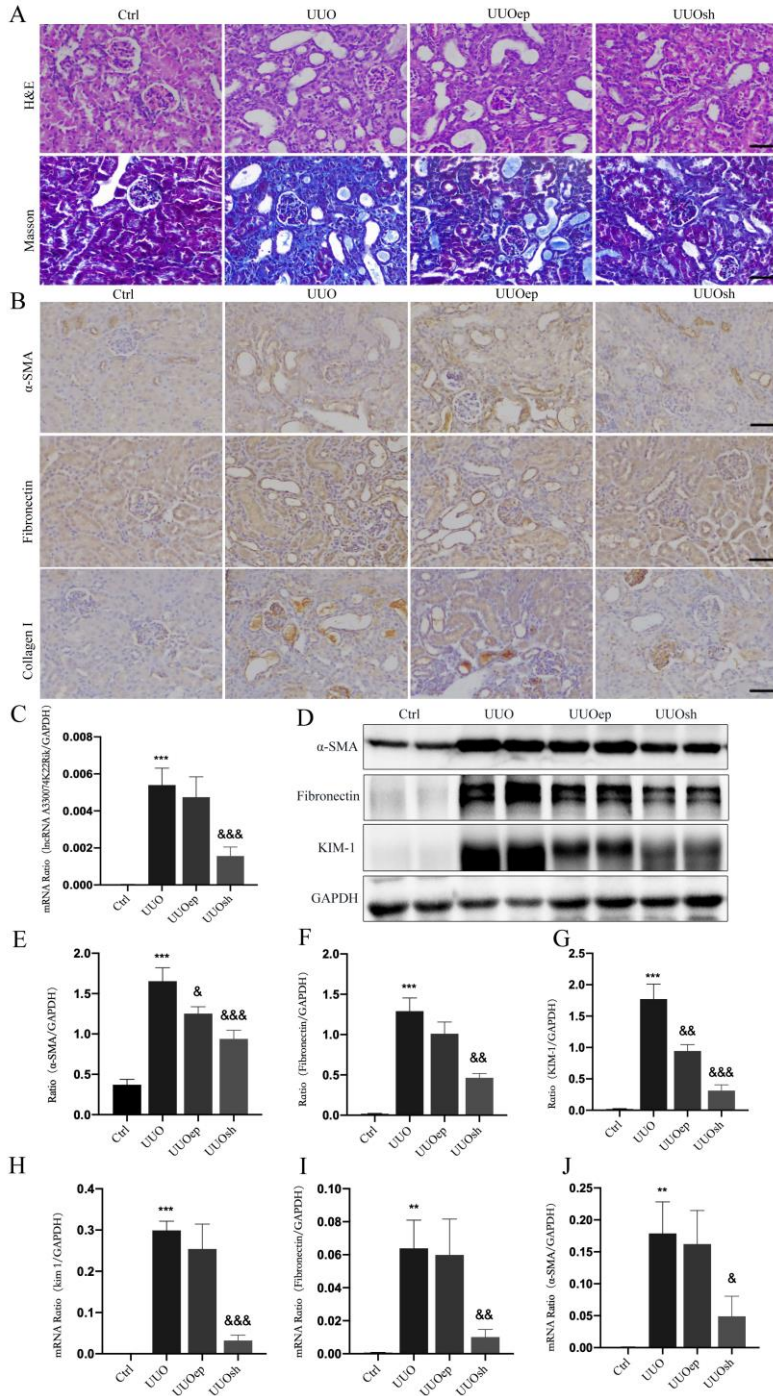 A
Ctrl UUO UUOep UUOsh
H&E
Masson
B
Ctrl UUO UUOep UUOsh
α-SMA
Fibronectin
Collagen I
C
mRNA Ratio (lncRNA A330074K22Rik/GAPDH)
0.008
0.006
0.004
0.002
0.000
***
&&&
Ctrl UUO UUOep UUOsh
D
Ctrl UUO UUOep UUOsh
α-SMA
Fibronectin
KIM-1
GAPDH
E
Ratio (α-SMA/GAPDH)
2.0
1.5
1.0
0.5
0.0
***
&
&&&
Ctrl UUO UUOep UUOsh
F
Ratio (Fibronectin/GAPDH)
2.0
1.5
1.0
0.5
0.0
***
&&
Ctrl UUO UUOep UUOsh
G
Ratio (KIM-1/GAPDH)
2.5
2.0
1.5
1.0
0.5
0.0
***
&&
&&&
Ctrl UUO UUOep UUOsh
H
mRNA Ratio (kim 1/GAPDH)
0.4
0.3
0.2
0.1
0.0
***
&&&
Ctrl UUO UUOep UUOsh
I
mRNA Ratio (Fibronectin/GAPDH)
0.10
0.08
0.06
0.04
0.02
0.00
**
&&
Ctrl UUO UUOep UUOsh
J
mRNA Ratio (α-SMA/GAPDH)
0.25
0.20
0.15
0.10
0.05
0.00
**
&
Ctrl UUO UUOep UUOsh